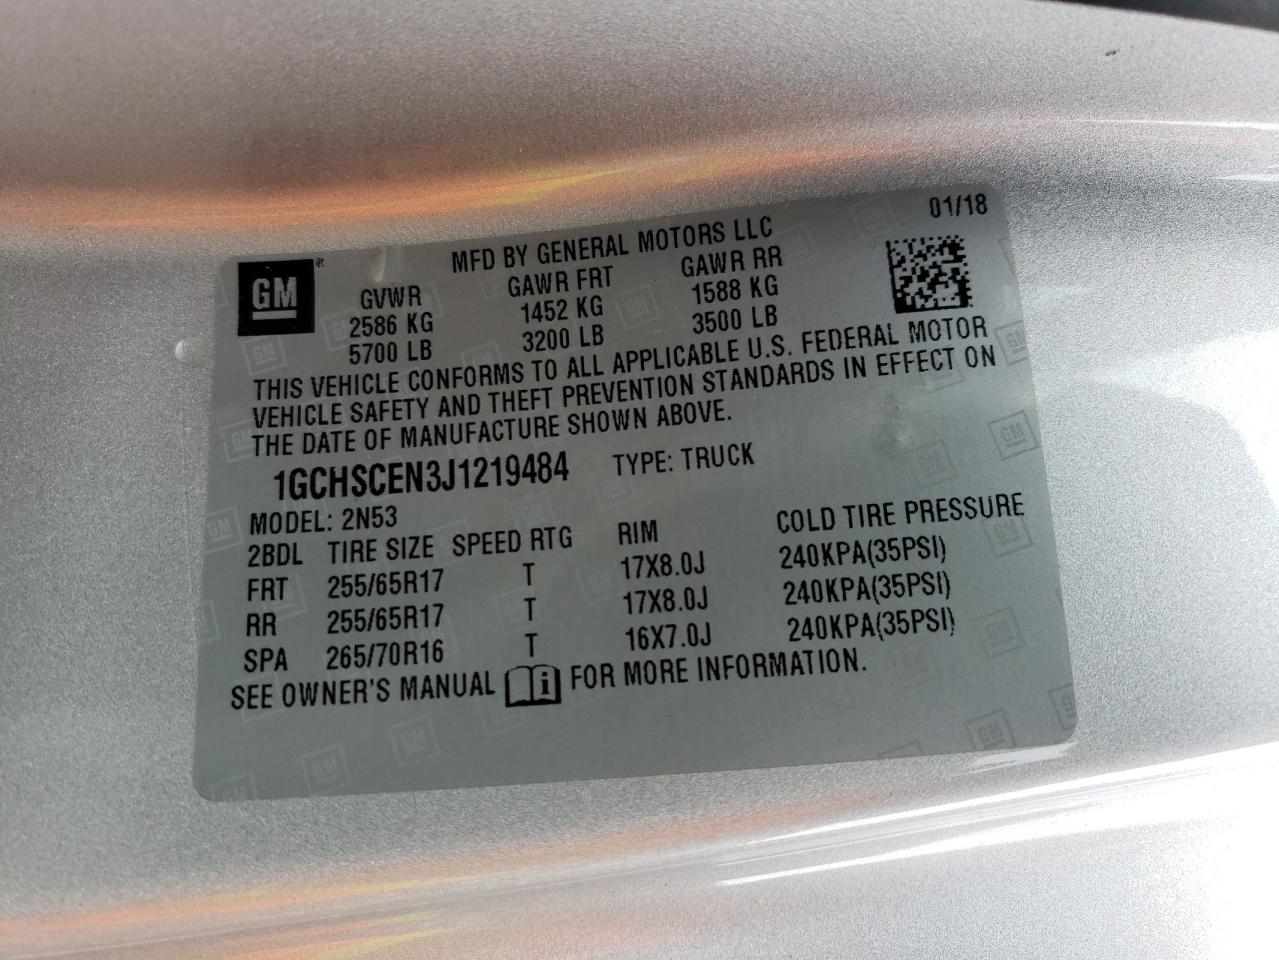 01/18
MFD BY GENERAL MOTORS LLC
GM ®
GVWR GAWR FRT GAWR RR
2586 KG 1452 KG 1588 KG
5700 LB 3200 LB 3500 LB
THIS VEHICLE CONFORMS TO ALL APPLICABLE U.S. FEDERAL MOTOR
VEHICLE SAFETY AND THEFT PREVENTION STANDARDS IN EFFECT ON
THE DATE OF MANUFACTURE SHOWN ABOVE.
1GCHSCEN3J1219484 TYPE: TRUCK
MODEL: 2N53
2BDL TIRE SIZE SPEED RTG RIM COLD TIRE PRESSURE
FRT 255/65R17 T 17X8.0J 240KPA(35PSI)
RR 255/65R17 T 17X8.0J 240KPA(35PSI)
SPA 265/70R16 T 16X7.0J 240KPA(35PSI)
SEE OWNER'S MANUAL i FOR MORE INFORMATION.